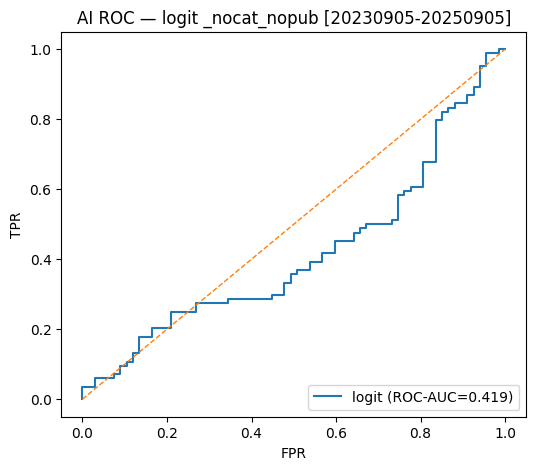 AI ROC — logit _nocat_nopub [20230905-20250905]
TPR
1.0
0.8
0.6
0.4
0.2
0.0
logit (ROC-AUC=0.419)
0.0 0.2 0.4 0.6 0.8 1.0
FPR